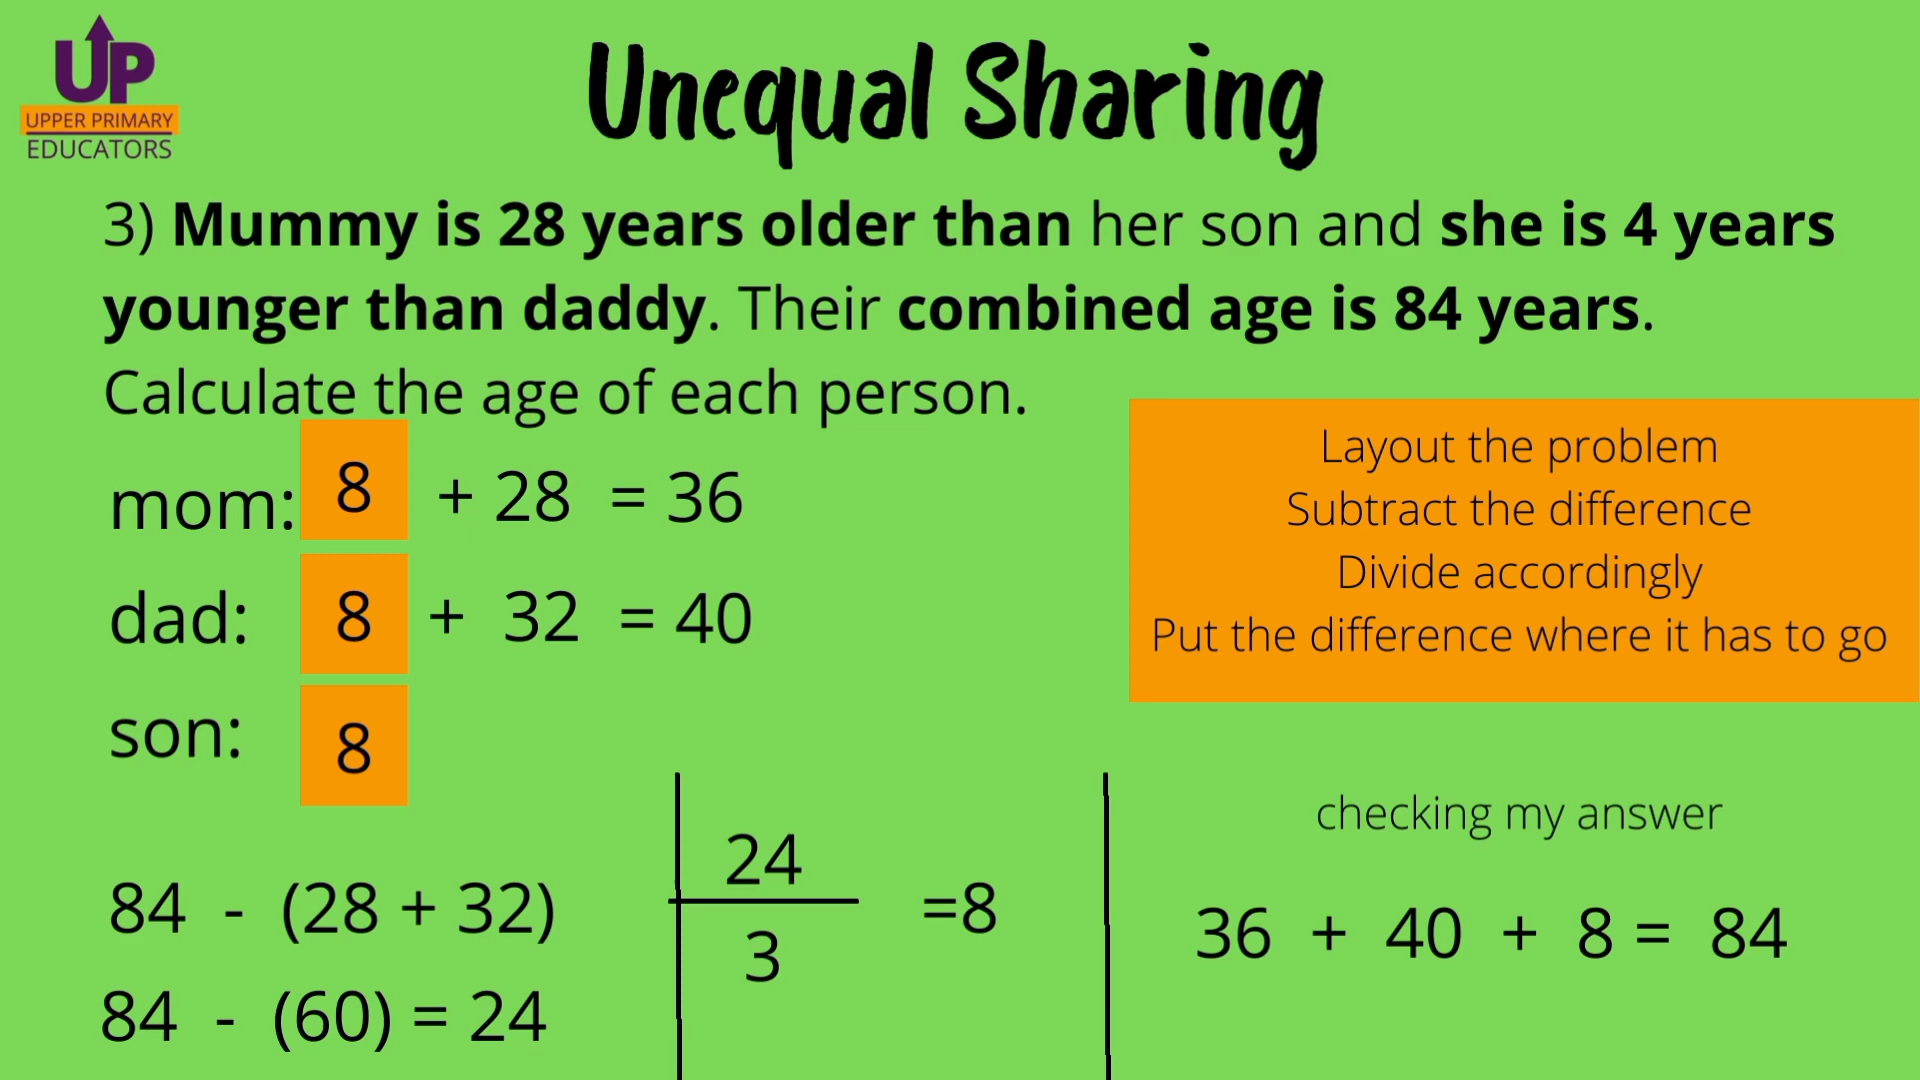 UP
UPPER PRIMARY
EDUCATORS
Unequal Sharing
3) Mummy is 28 years older than her son and she is 4 years
younger than daddy. Their combined age is 84 years.
Calculate the age of each person.
mom: 8 + 28 = 36
dad: 8 + 32 = 40
son: 8
Layout the problem
Subtract the difference
Divide accordingly
Put the difference where it has to go
84 - (28 + 32)
84 - (60) = 24
24
3
=8
checking my answer
36 + 40 + 8 = 84